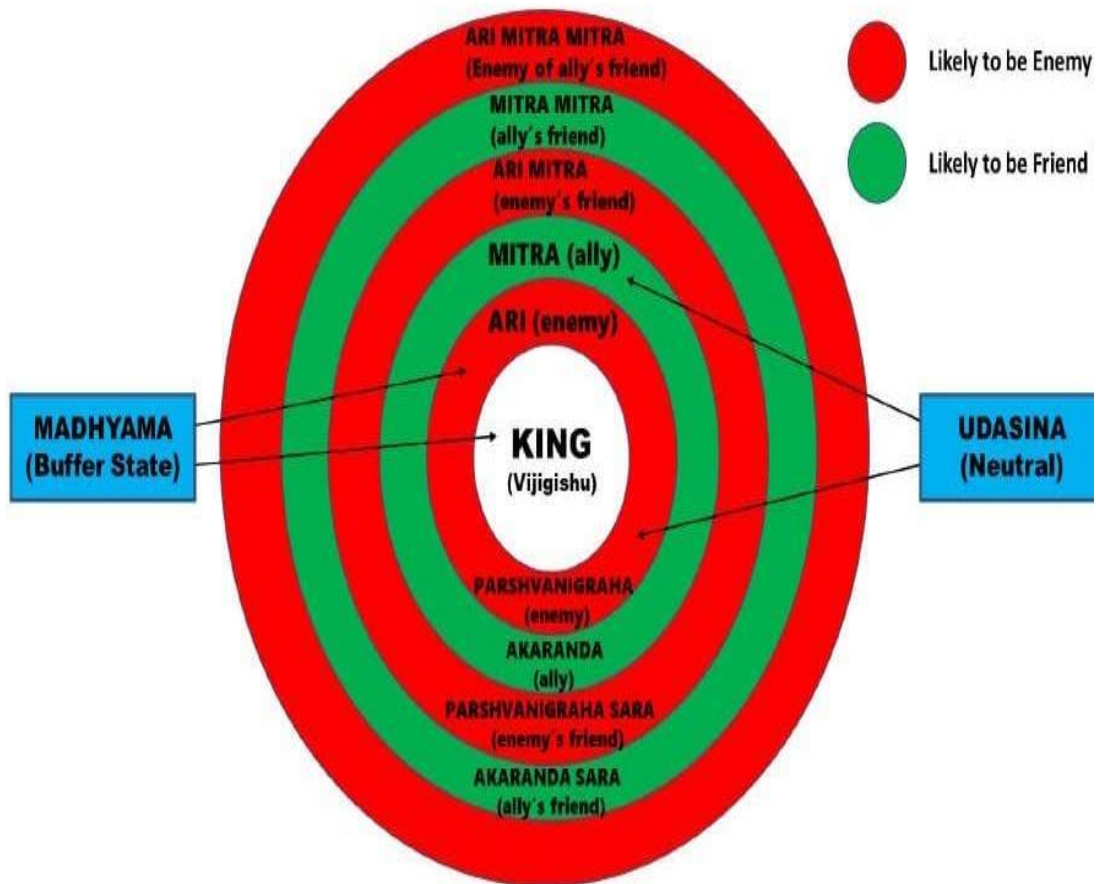 ARI MITRA MITRA
(Enemy of ally's friend)
MITRA MITRA
(ally's friend)
ARI MITRA
(enemy's friend)
MITRA (ally)
ARI (enemy)
KING
(Vijigishu)
PARSHVANIGRAHA
(enemy)
AKARANDA
(ally)
PARSHVANIGRAHA SARA
(enemy's friend)
AKARANDA SARA
(ally's friend)
MADHYAMA
(Buffer State)
UDASINA
(Neutral)
Likely to be Enemy
Likely to be Friend